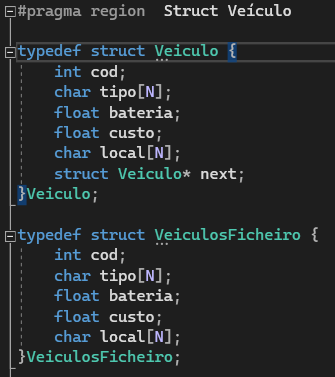 #pragma region  Struct Veículo
typedef struct Veiculo {
    int cod;
    char tipo[N];
    float bateria;
    float custo;
    char local[N];
    struct Veiculo* next;
}Veiculo;
typedef struct VeiculosFicheiro {
    int cod;
    char tipo[N];
    float bateria;
    float custo;
    char local[N];
}VeiculosFicheiro;